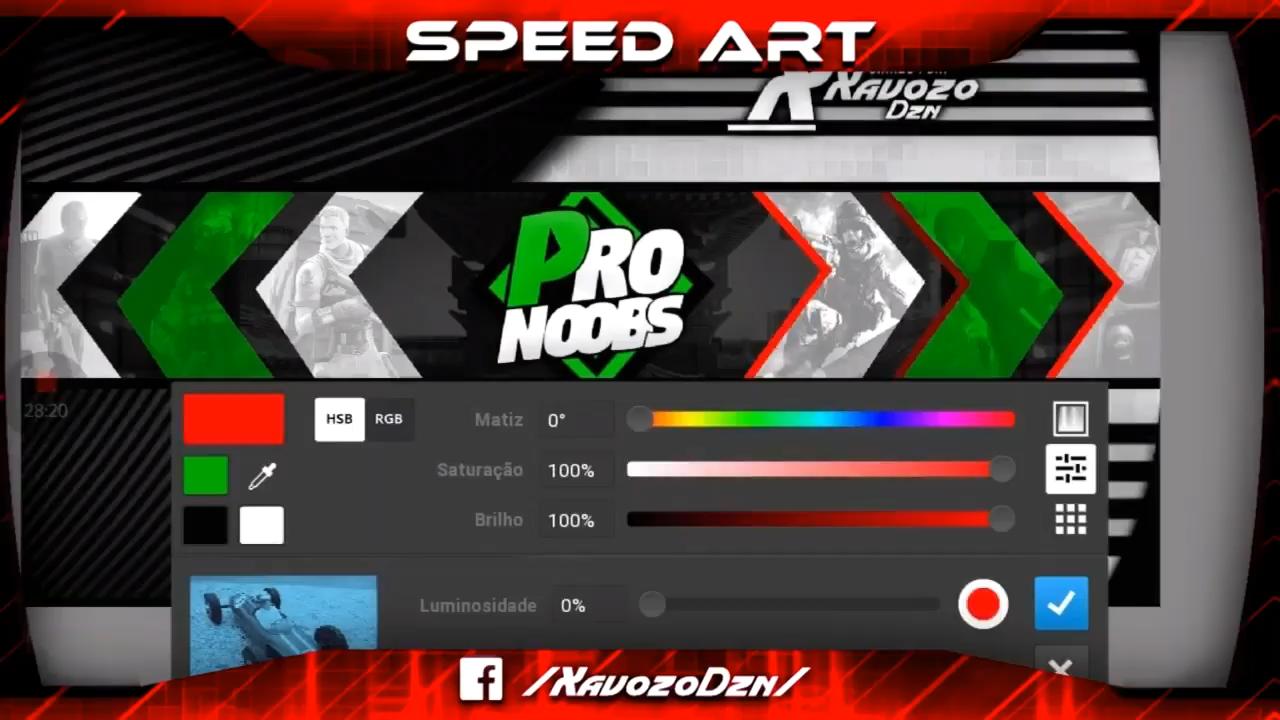 SPEED ART
XAVOZO
DZN
PRO
NOOBS
28:20
HSB
RGB
Matiz
0°
Saturação
100%
Brilho
100%
Luminosidade
0%
/XAVOZODZN/